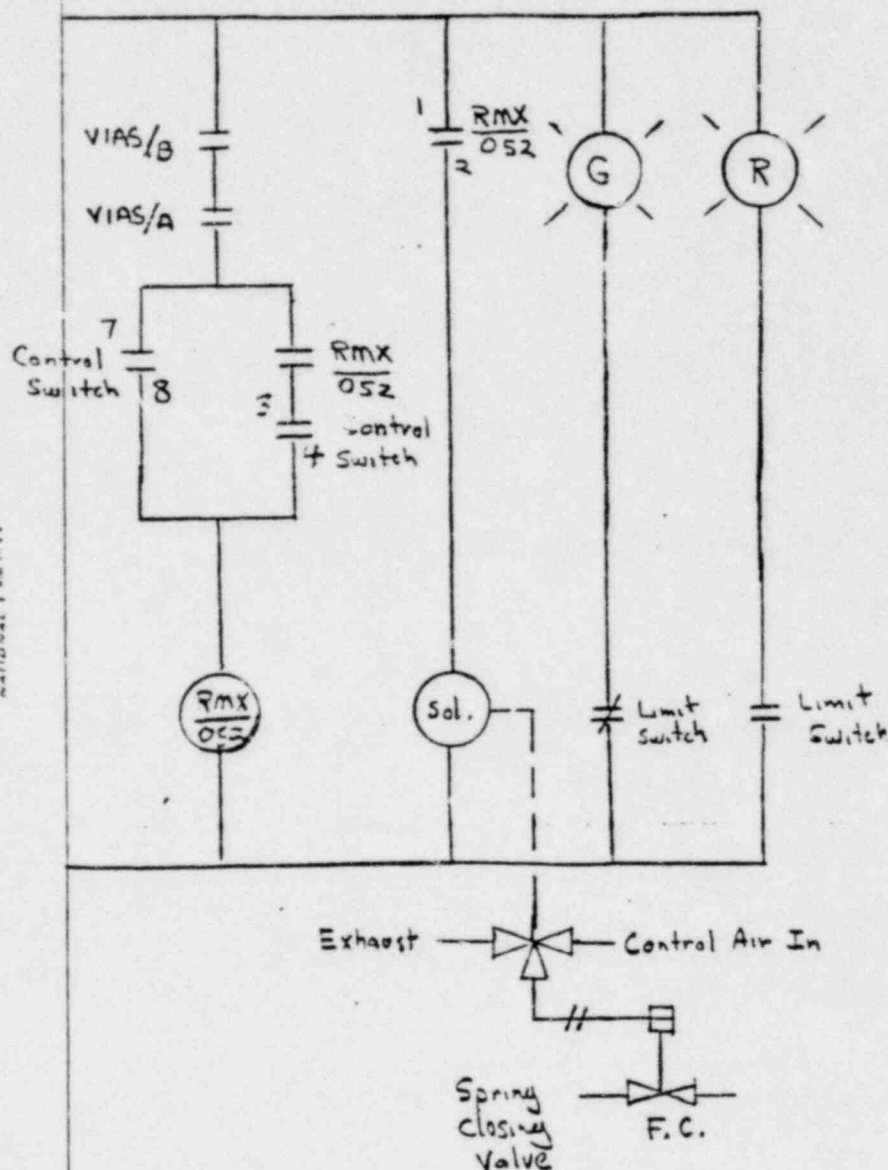 VIAS/B
VIAS/A
1
RMX
052
2
G
R
7
Control
Switch
8
RMX
052
3
4
Control
Switch
RMX
Sol.
Limit
Switch
Limit
Switch
Exhaust
Control Air In
Spring
Closing
Valve
F.C.